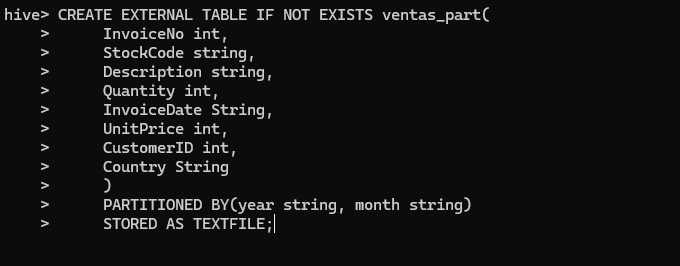 hive> CREATE EXTERNAL TABLE IF NOT EXISTS ventas_part(
    >      InvoiceNo int,
    >      StockCode string,
    >      Description string,
    >      Quantity int,
    >      InvoiceDate String,
    >      UnitPrice int,
    >      CustomerID int,
    >      Country String
    >      )
    >      PARTITIONED BY(year string, month string)
    >      STORED AS TEXTFILE;